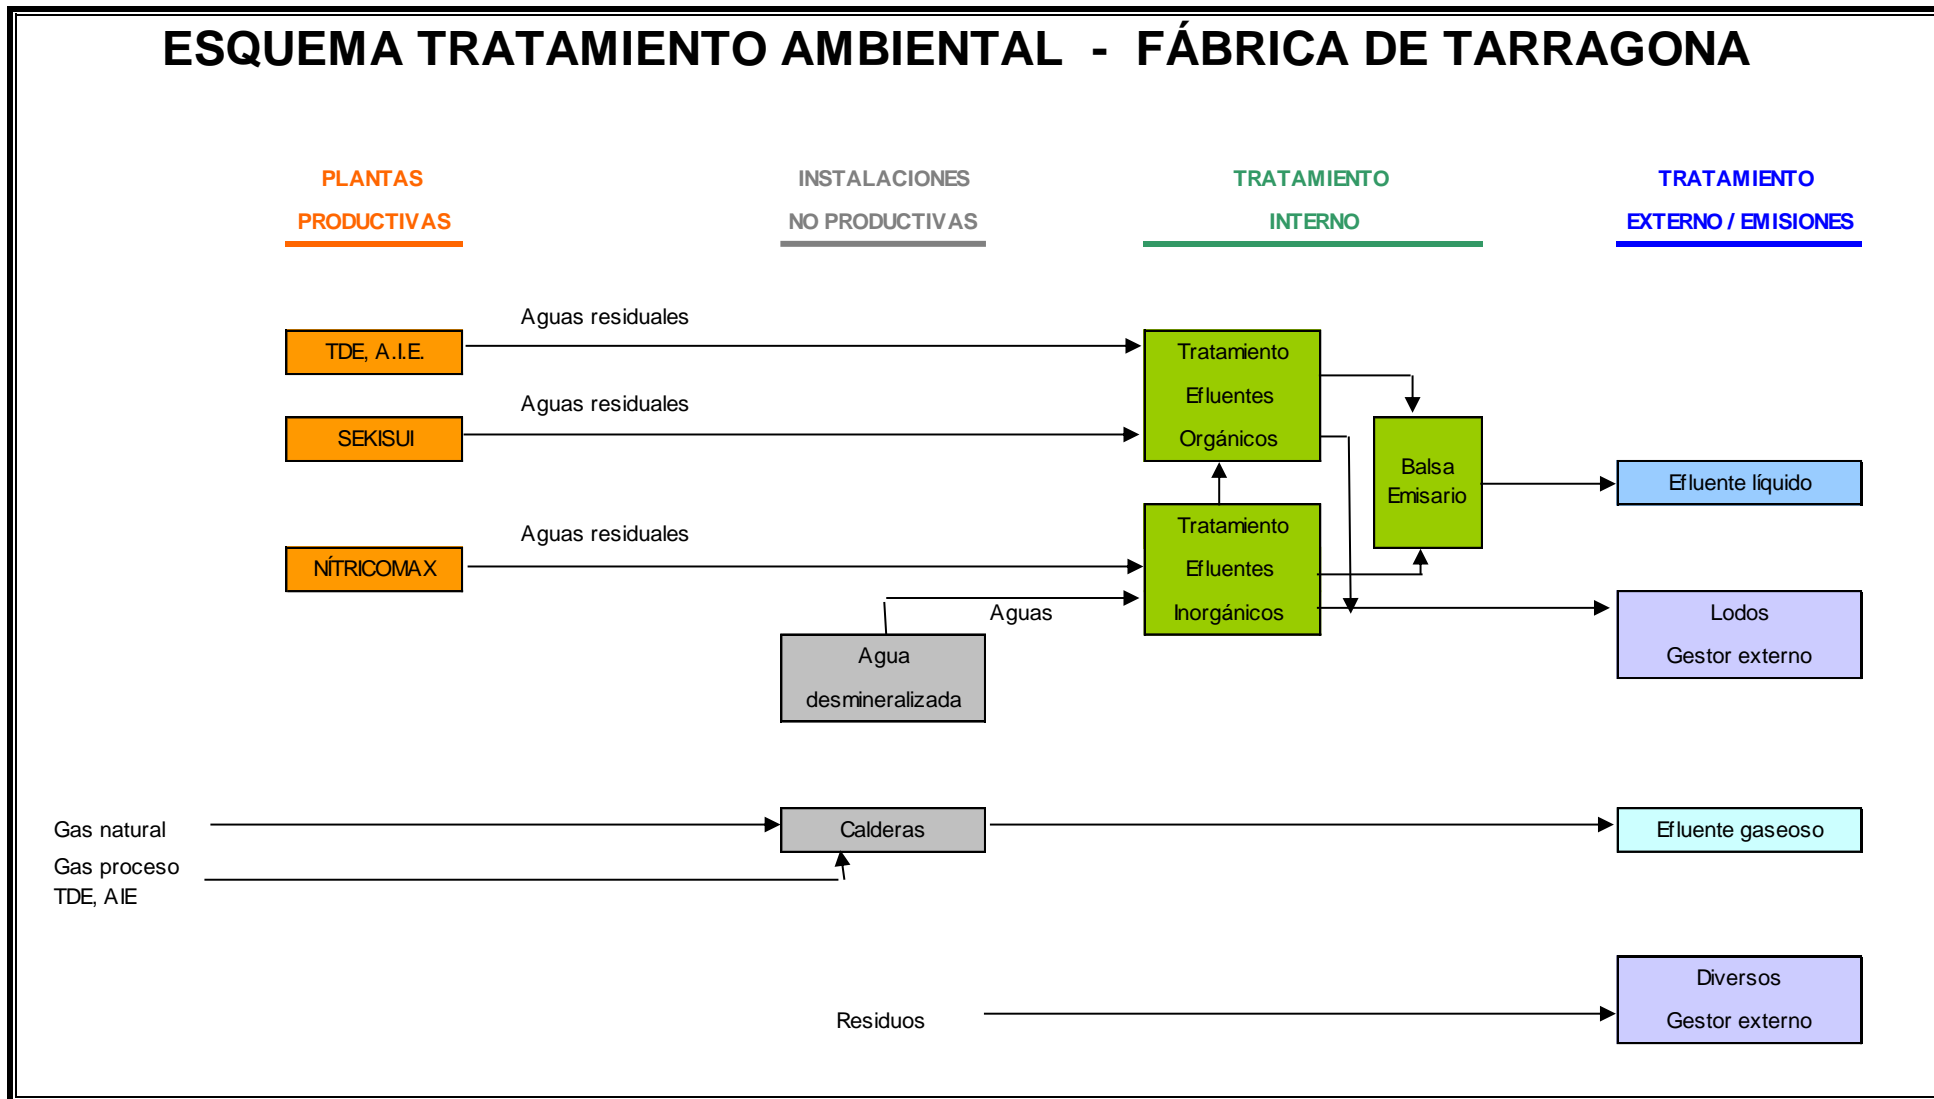 ESQUEMA TRATAMIENTO AMBIENTAL - FÁBRICA DE TARRAGONA
PLANTAS
PRODUCTIVAS
INSTALACIONES
NO PRODUCTIVAS
TRATAMIENTO
INTERNO
TRATAMIENTO
EXTERNO / EMISIONES
Aguas residuales
TDE, A.I.E.
Aguas residuales
SEKISUI
Aguas residuales
NÍTRICOMAX
Tratamiento
Efluentes
Orgánicos
Balsa
Emisario
Efluente líquido
Tratamiento
Efluentes
Inorgánicos
Aguas
Agua
desmineralizada
Lodos
Gestor externo
Gas natural
Calderas
Efluente gaseoso
Gas proceso
TDE, AIE
Residuos
Diversos
Gestor externo